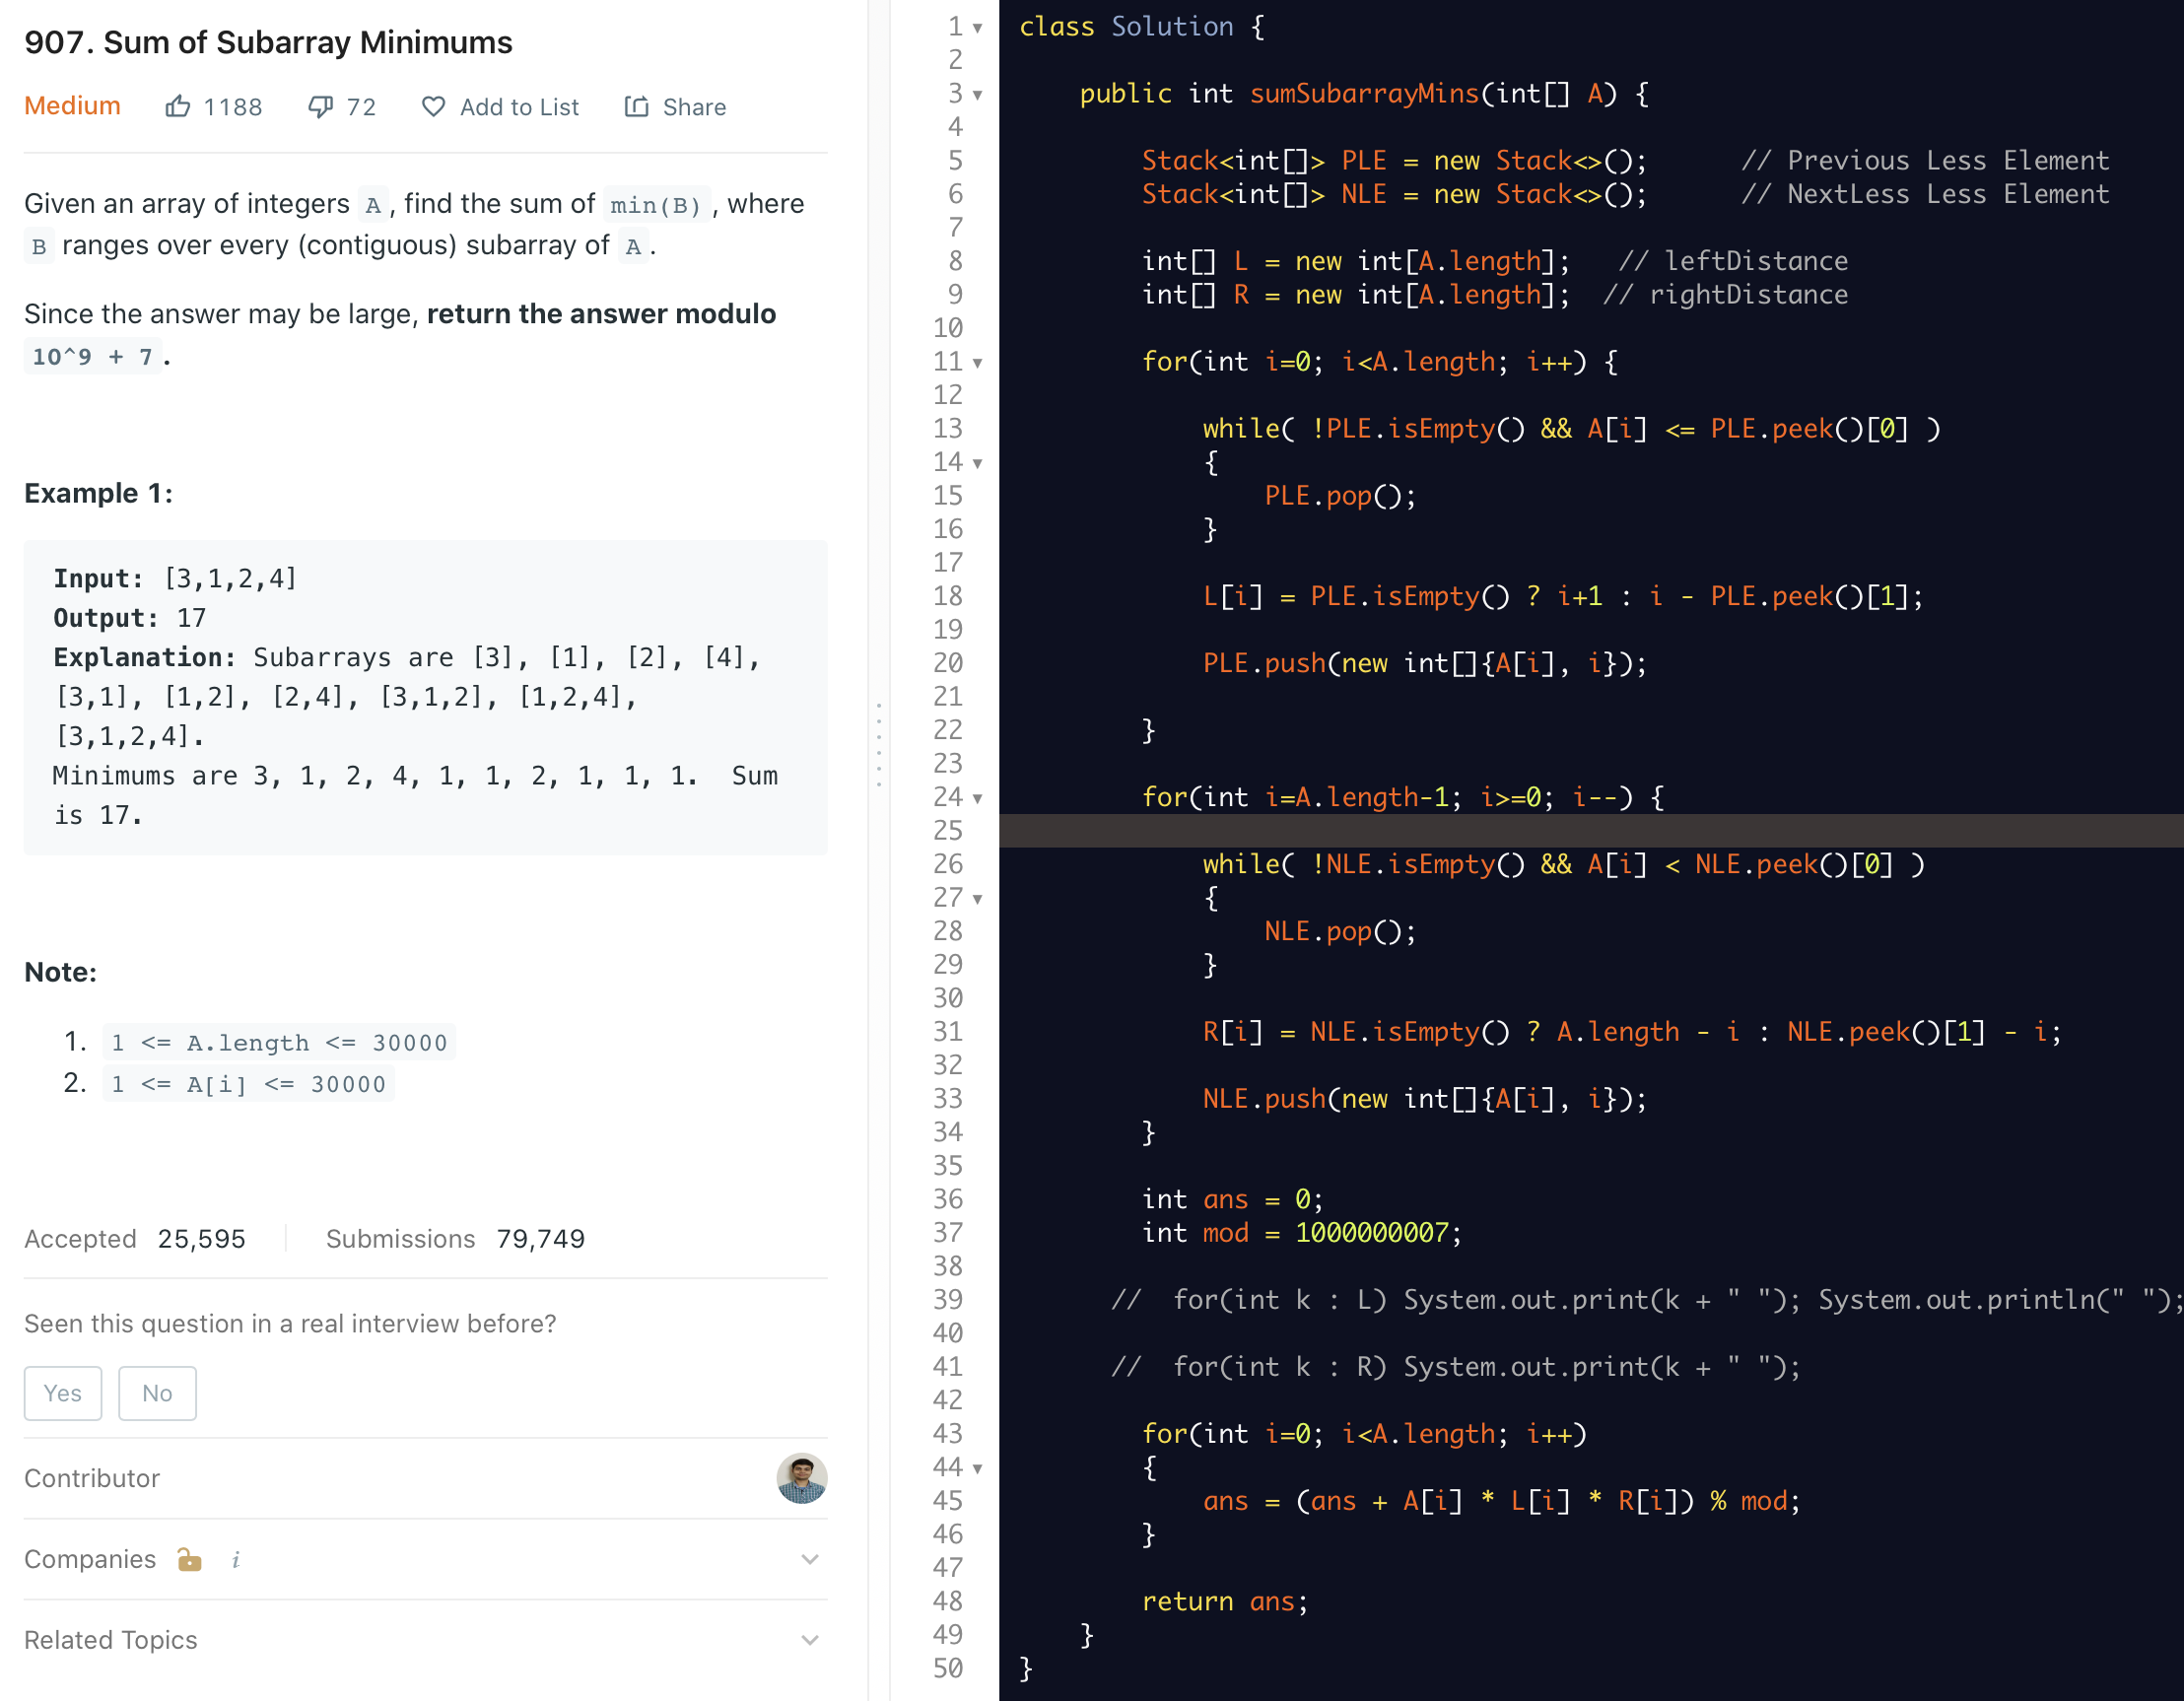 907. Sum of Subarray Minimums
Medium 1188 72 Add to List Share
Given an array of integers A, find the sum of min(B), where
B ranges over every (contiguous) subarray of A.
Since the answer may be large, return the answer modulo
10^9 + 7.
Example 1:
Input: [3,1,2,4]
Output: 17
Explanation: Subarrays are [3], [1], [2], [4],
[3,1], [1,2], [2,4], [3,1,2], [1,2,4],
[3,1,2,4].
Minimums are 3, 1, 2, 4, 1, 1, 2, 1, 1, 1.  Sum
is 17.
Note:
1. 1 <= A.length <= 30000
2. 1 <= A[i] <= 30000
Accepted 25,595 Submissions 79,749
Seen this question in a real interview before?
Yes No
Contributor
Companies i
Related Topics
1 class Solution {
2
3     public int sumSubarrayMins(int[] A) {
4
5         Stack<int[]> PLE = new Stack<>();      // Previous Less Element
6         Stack<int[]> NLE = new Stack<>();      // NextLess Less Element
7
8         int[] L = new int[A.length];   // leftDistance
9         int[] R = new int[A.length];  // rightDistance
10
11         for(int i=0; i<A.length; i++) {
12
13             while( !PLE.isEmpty() && A[i] <= PLE.peek()[0] )
14             {
15                 PLE.pop();
16             }
17
18             L[i] = PLE.isEmpty() ? i+1 : i - PLE.peek()[1];
19
20             PLE.push(new int[]{A[i], i});
21
22         }
23
24         for(int i=A.length-1; i>=0; i--) {
25
26             while( !NLE.isEmpty() && A[i] < NLE.peek()[0] )
27             {
28                 NLE.pop();
29             }
30
31             R[i] = NLE.isEmpty() ? A.length - i : NLE.peek()[1] - i;
32
33             NLE.push(new int[]{A[i], i});
34         }
35
36         int ans = 0;
37         int mod = 1000000007;
38
39       //  for(int k : L) System.out.print(k + " "); System.out.println(" ");
40
41       //  for(int k : R) System.out.print(k + " ");
42
43         for(int i=0; i<A.length; i++)
44         {
45             ans = (ans + A[i] * L[i] * R[i]) % mod;
46         }
47
48         return ans;
49     }
50 }